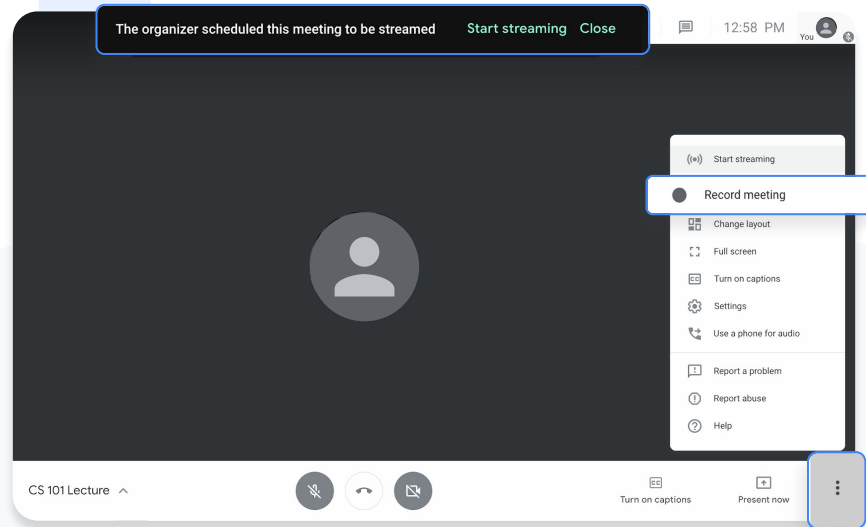 The organizer scheduled this meeting to be streamed Start streaming Close
12:58 PM
You
Start streaming
Record meeting
Change layout
Full screen
CC Turn on captions
Settings
Use a phone for audio
Report a problem
Report abuse
Help
CS 101 Lecture
CC
Turn on captions
Present now